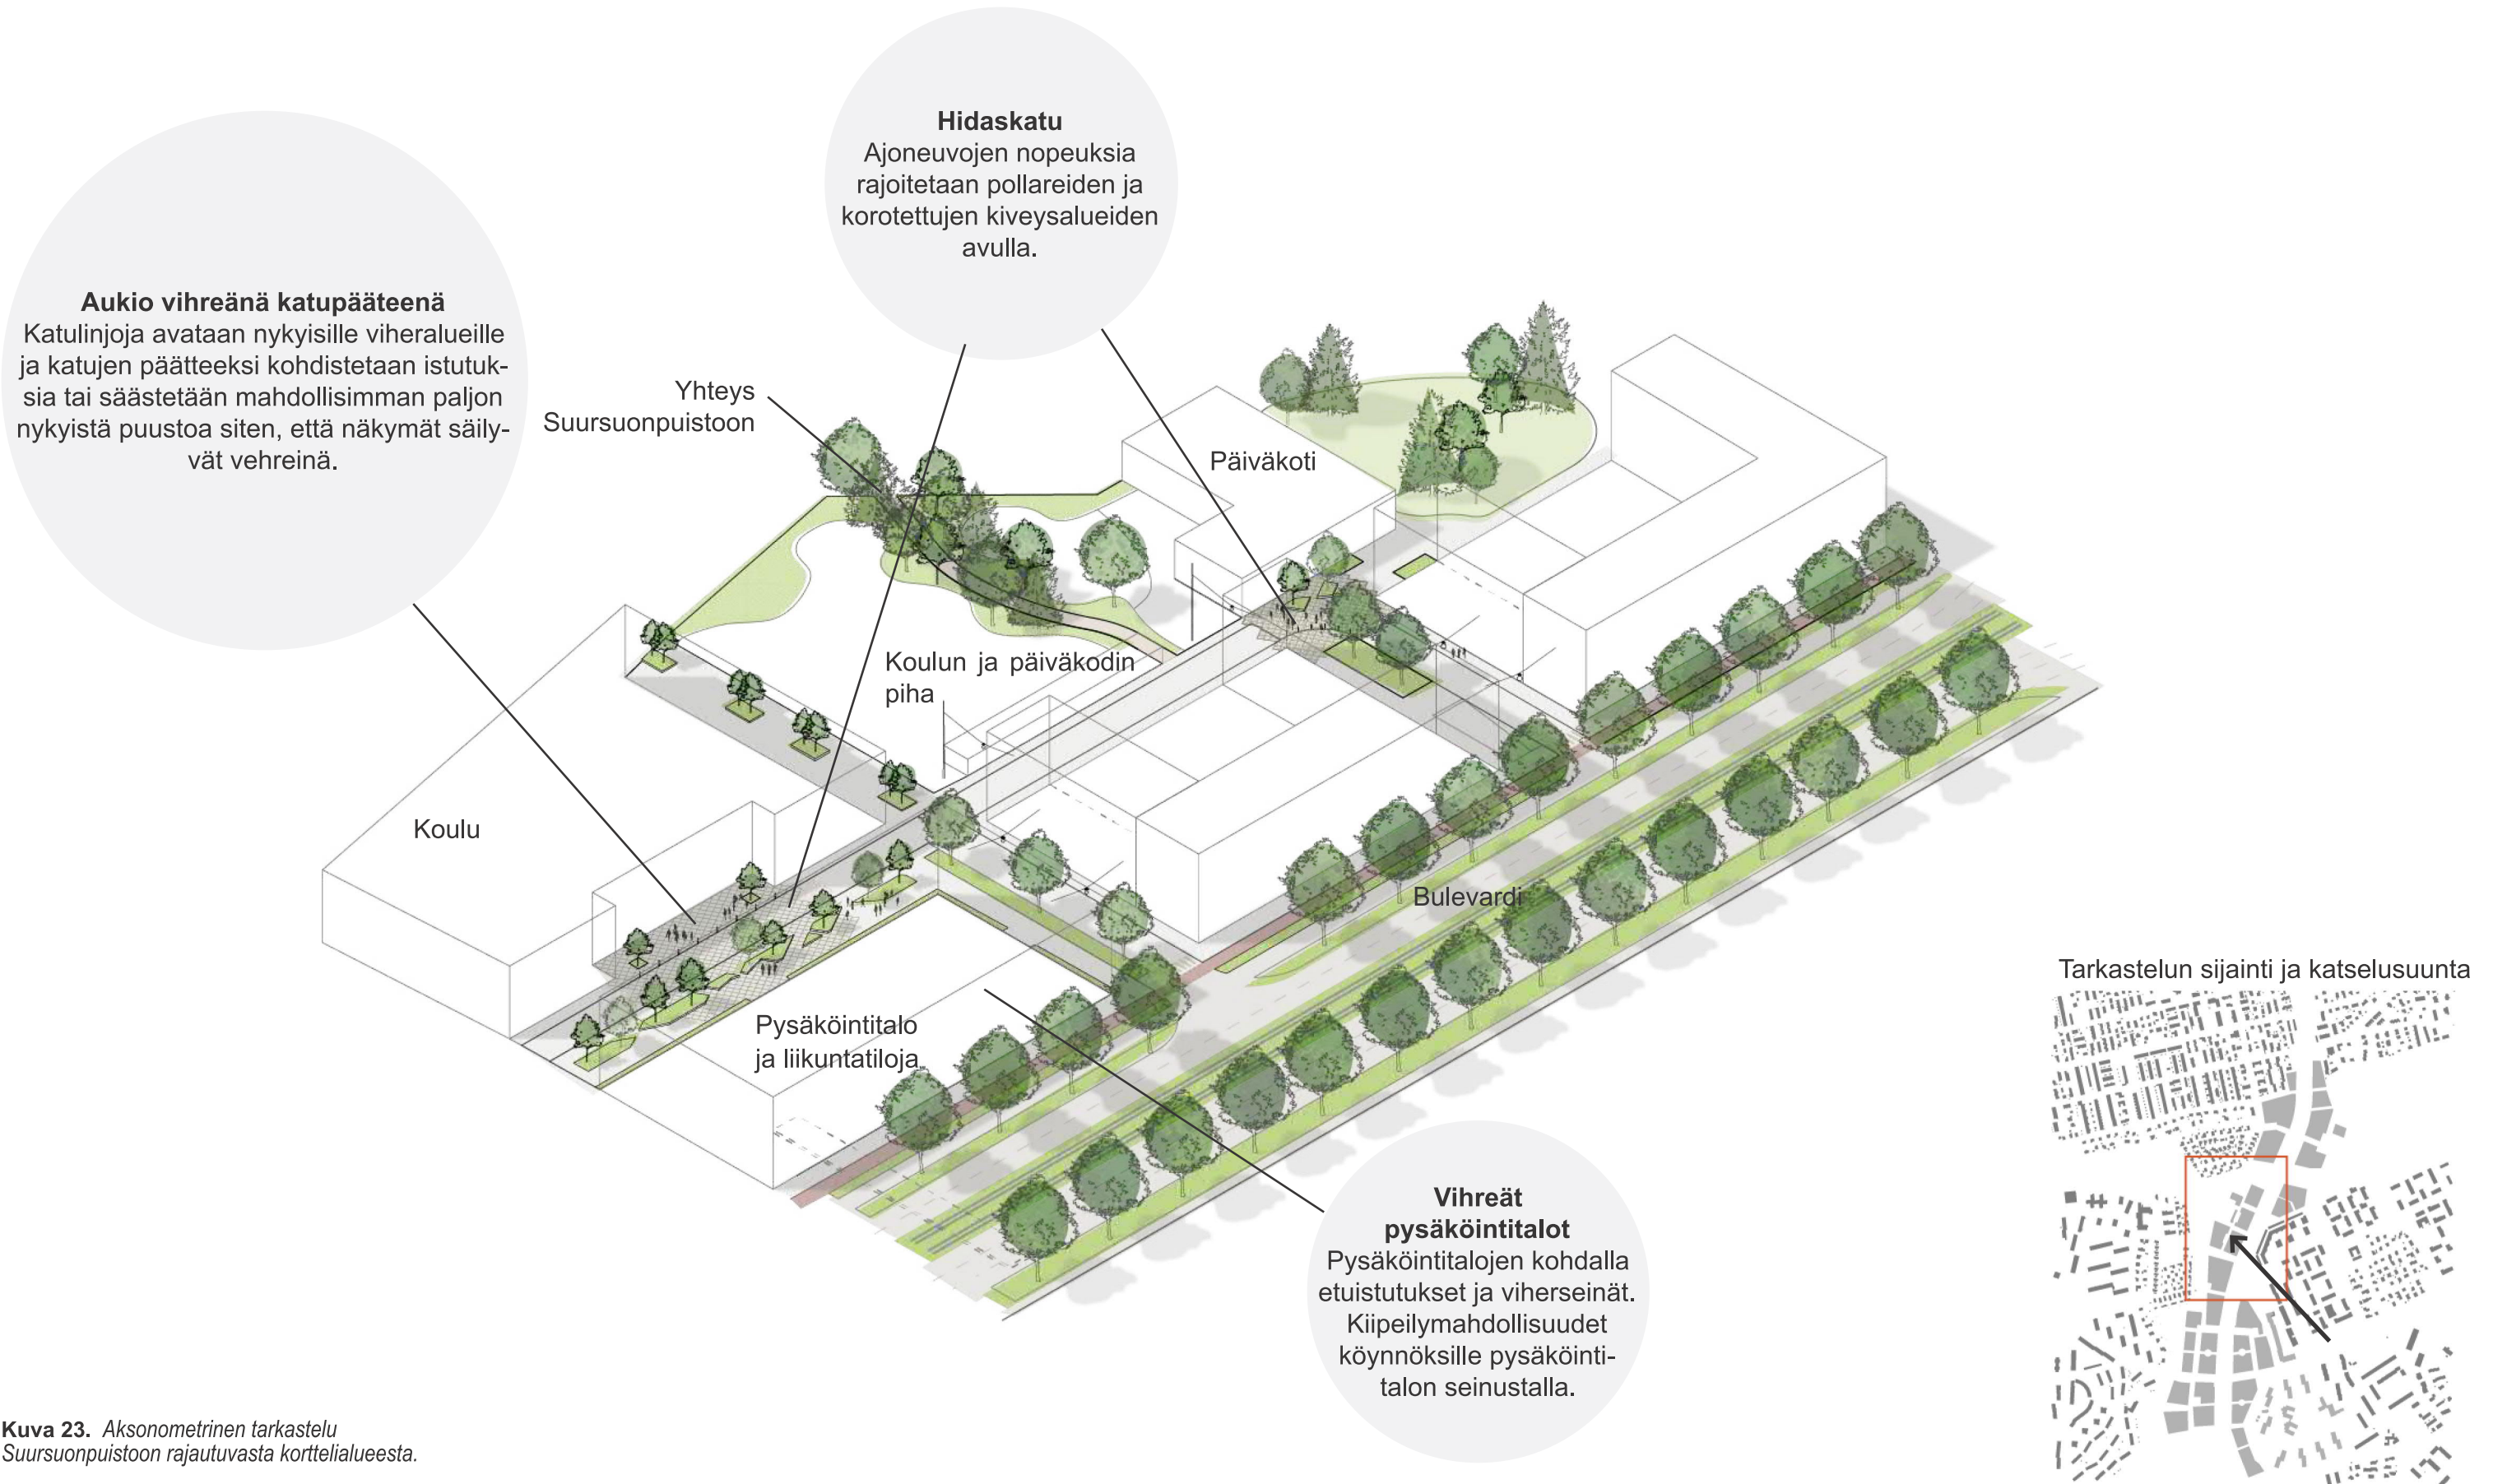 Hidaskatu
Ajoneuvojen nopeuksia
rajoitetaan pollareiden ja
korotettujen kiveysalueiden
avulla.
Aukio vihreänä katupääteenä
Katulinjoja avataan nykyisille viheralueille
ja katujen päätteeksi kohdistetaan istutuk-
sia tai säästetään mahdollisimman paljon
nykyistä puustoa siten, että näkymät säily-
vät vehreinä.
Yhteys
Suursuonpuistoon
Päiväkoti
Koulun ja päiväkodin
piha
Koulu
Bulevardi
Pysäköintitalo
ja liikuntatiloja
Tarkastelun sijainti ja katselusuunta
Vihreät
pysäköintitalot
Pysäköintitalojen kohdalla
etuistutukset ja viherseinät.
Kiipeilymahdollisuudet
köynnöksille pysäköinti-
talon seinustalla.
Kuva 23. Aksonometrinen tarkastelu
Suursuonpuistoon rajautuvasta korttelialueesta.